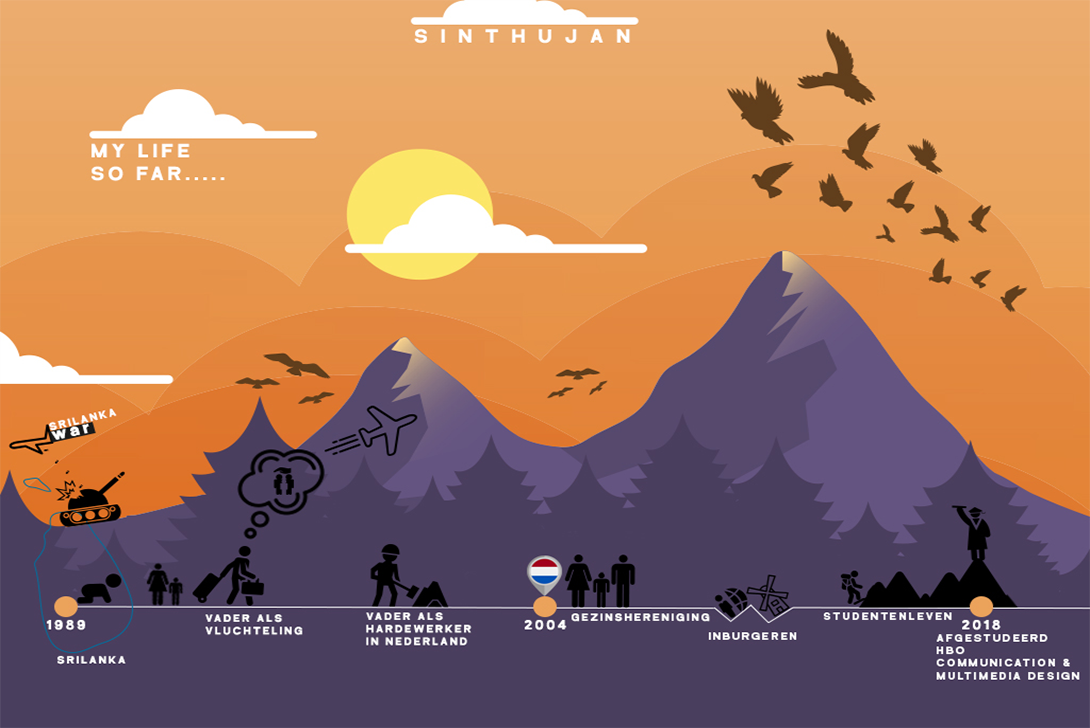 SINTHUJAN
MY LIFE
SO FAR.....
SRILANKA
war
1989
SRILANKA
VADER ALS
VLUCHTELING
VADER ALS
HARDEWERKER
IN NEDERLAND
2004
GEZINSHERENIGING
INBURGEREN
STUDENTENLEVEN
2018
AFGESTUDEERD
HBO
COMMUNICATION &
MULTIMEDIA DESIGN